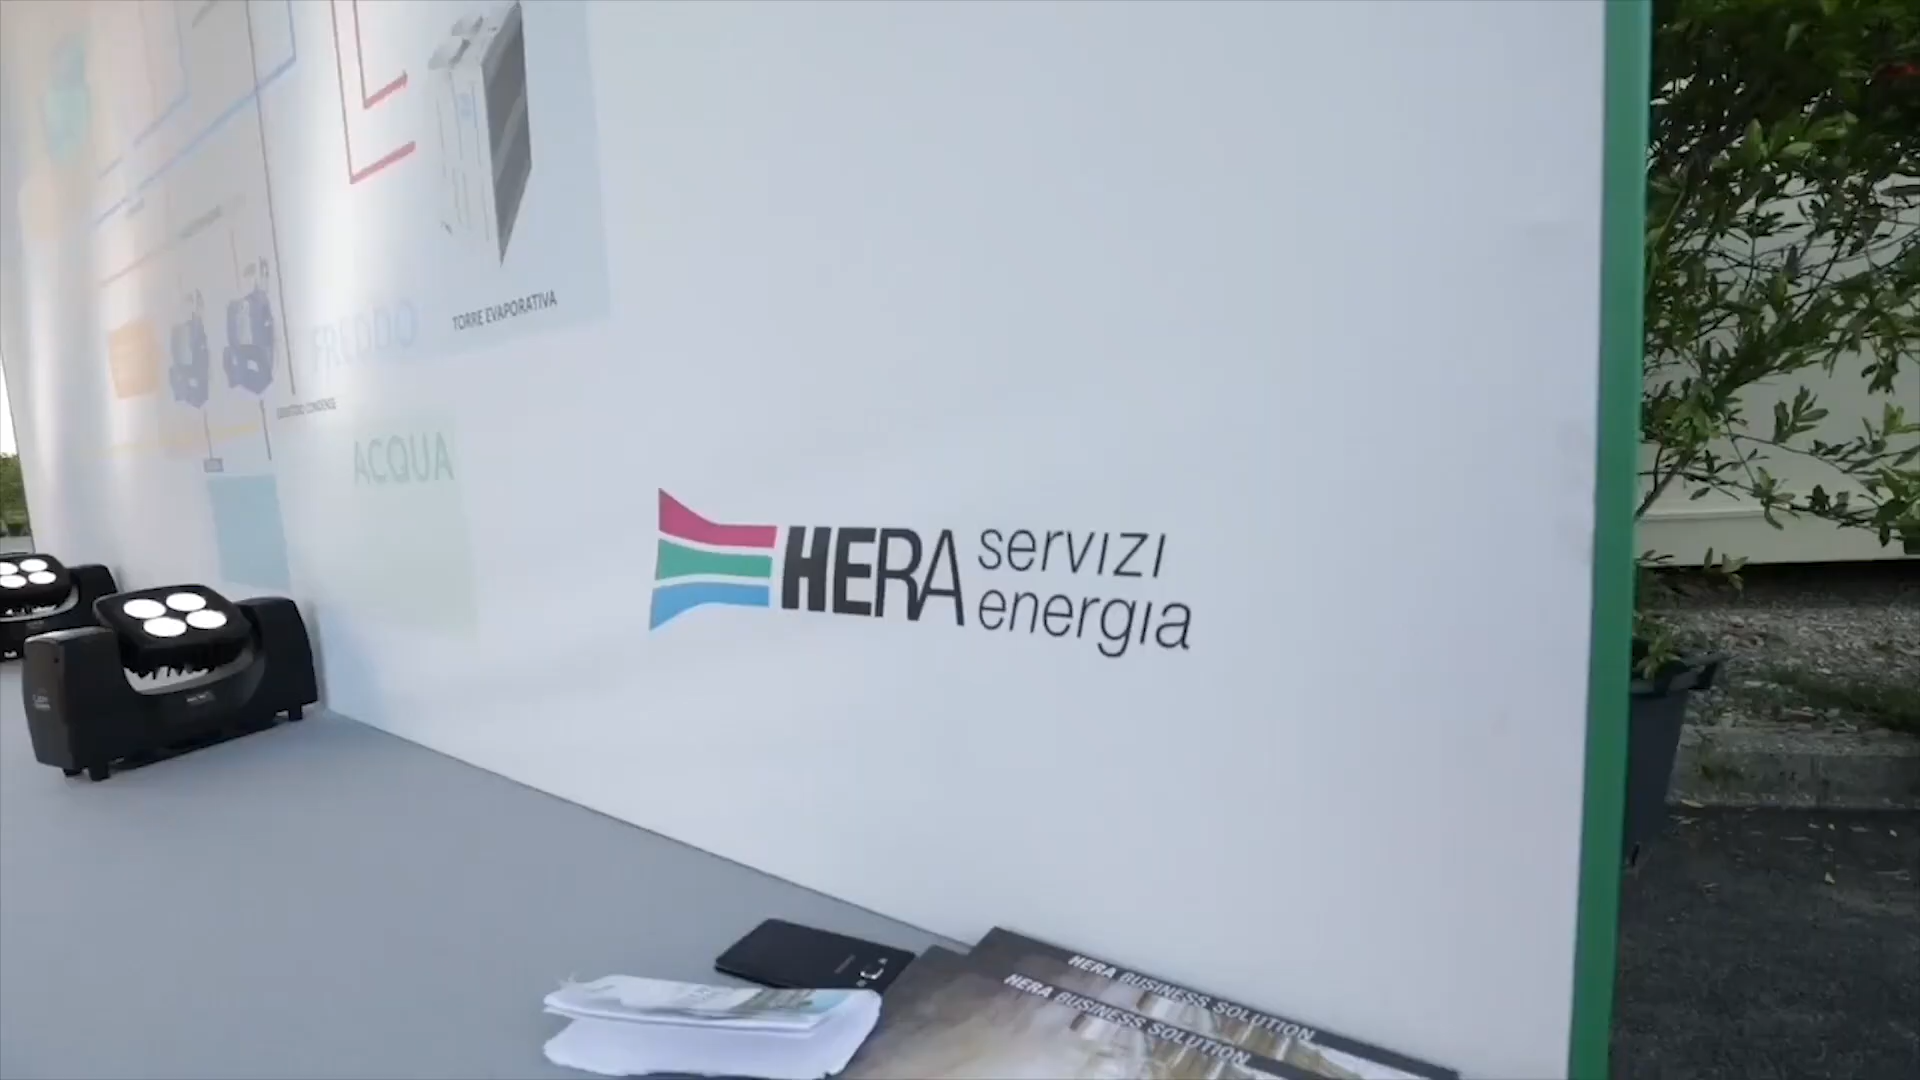 TORRE EVAPORATIVA
FREDDO
ACQUA
HERA servizi
energia
HERA BUSINESS SOLUTION
HERA BUSINESS SOLUTION